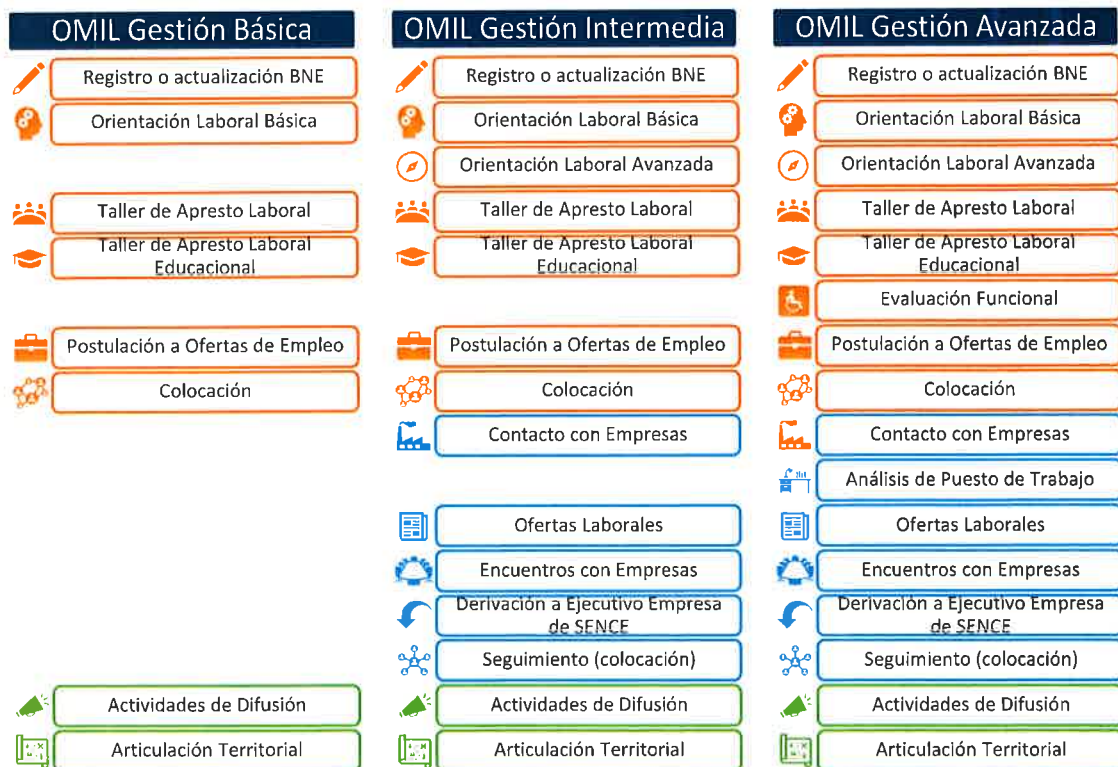 OMIL Gestión Básica
Registro o actualización BNE
Orientación Laboral Básica
Taller de Apresto Laboral
Taller de Apresto Laboral
Educacional
Postulación a Ofertas de Empleo
Colocación
Actividades de Difusión
Articulación Territorial
OMIL Gestión Intermedia
Registro o actualización BNE
Orientación Laboral Básica
Orientación Laboral Avanzada
Taller de Apresto Laboral
Taller de Apresto Laboral
Educacional
Postulación a Ofertas de Empleo
Colocación
Contacto con Empresas
Ofertas Laborales
Encuentros con Empresas
Derivación a Ejecutivo Empresa
de SENCE
Seguimiento (colocación)
Actividades de Difusión
Articulación Territorial
OMIL Gestión Avanzada
Registro o actualización BNE
Orientación Laboral Básica
Orientación Laboral Avanzada
Taller de Apresto Laboral
Taller de Apresto Laboral
Educacional
Evaluación Funcional
Postulación a Ofertas de Empleo
Colocación
Contacto con Empresas
Análisis de Puesto de Trabajo
Ofertas Laborales
Encuentros con Empresas
Derivación a Ejecutivo Empresa
de SENCE
Seguimiento (colocación)
Actividades de Difusión
Articulación Territorial